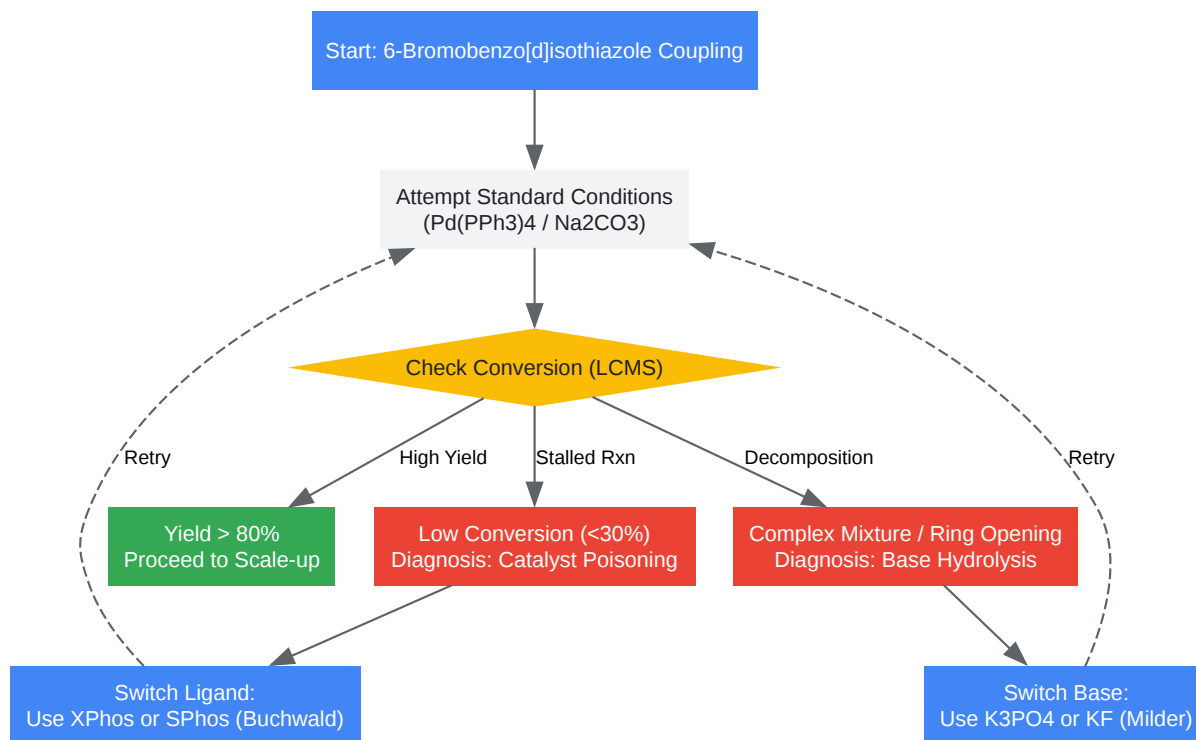 Start: 6-Bromobenzo[d]isothiazole Coupling
Attempt Standard Conditions
(Pd(PPh3)4 / Na2CO3)
Check Conversion (LCMS)
Retry
High Yield
Stalled Rxn
Decomposition
Retry
Yield > 80%
Proceed to Scale-up
Low Conversion (<30%)
Diagnosis: Catalyst Poisoning
Complex Mixture / Ring Opening
Diagnosis: Base Hydrolysis
Switch Ligand:
Use XPhos or SPhos (Buchwald)
Switch Base:
Use K3PO4 or KF (Milder)